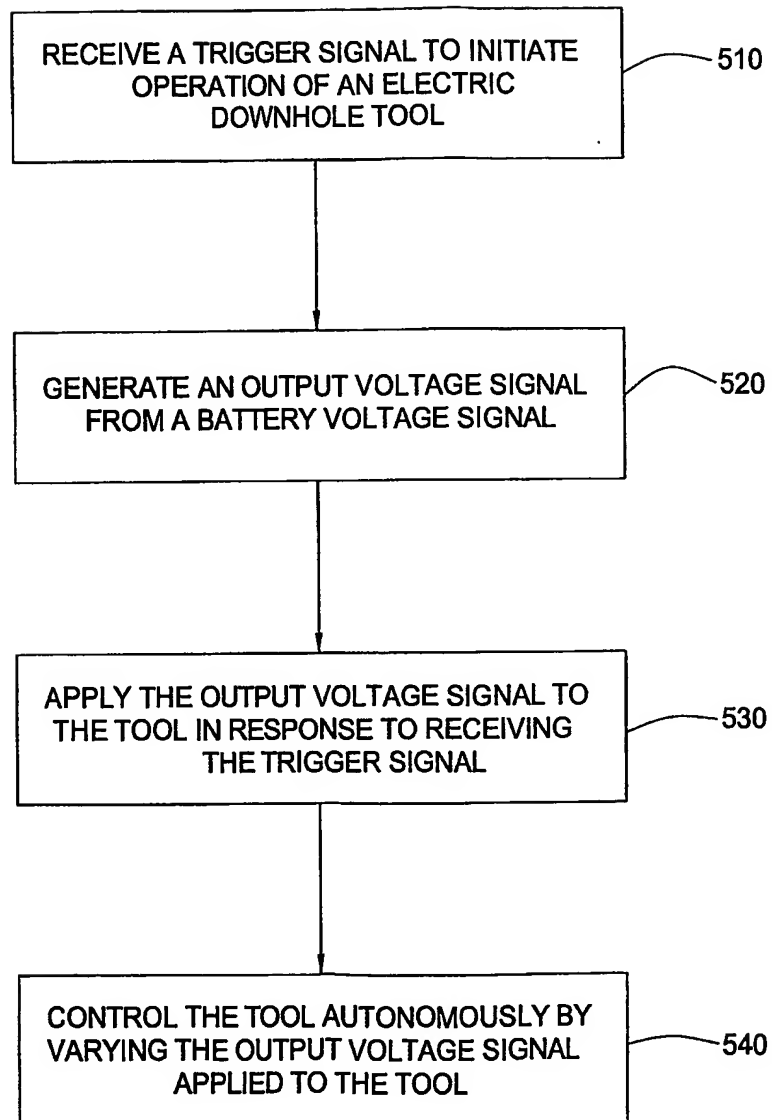 RECEIVE A TRIGGER SIGNAL TO INITIATE
OPERATION OF AN ELECTRIC
DOWNHOLE TOOL
510
GENERATE AN OUTPUT VOLTAGE SIGNAL
FROM A BATTERY VOLTAGE SIGNAL
520
APPLY THE OUTPUT VOLTAGE SIGNAL TO
THE TOOL IN RESPONSE TO RECEIVING
THE TRIGGER SIGNAL
530
CONTROL THE TOOL AUTONOMOUSLY BY
VARYING THE OUTPUT VOLTAGE SIGNAL
APPLIED TO THE TOOL
540